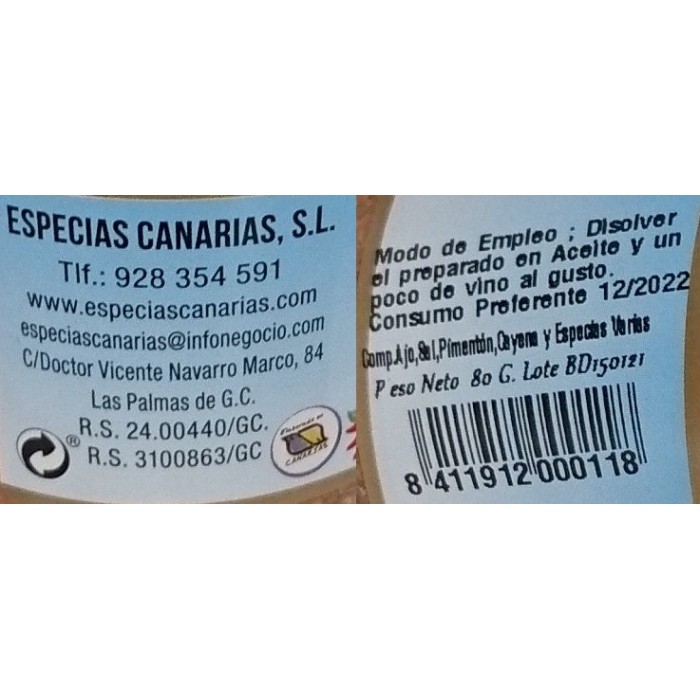 ESPECIAS CANARIAS, S.L.
Tlf.: 928 354 591
www.especiascanarias.com
especiascanarias@infonegocio.com
C/Doctor Vicente Navarro Marco, 84
Las Palmas de G.C.
R.S. 24.00440/GC.
® R.S. 3100863/GC
Elaborado en
CANARIAS
Modo de Empleo ; Disolver
el preparado en Aceite y un
poco de vino al gusto.
Consumo Preferente 12/2022
Comp.Ajo,Sal,Pimentón,Cayena y Especias Varias
Peso Neto 80 G. Lote BD150121
8 411912 000118